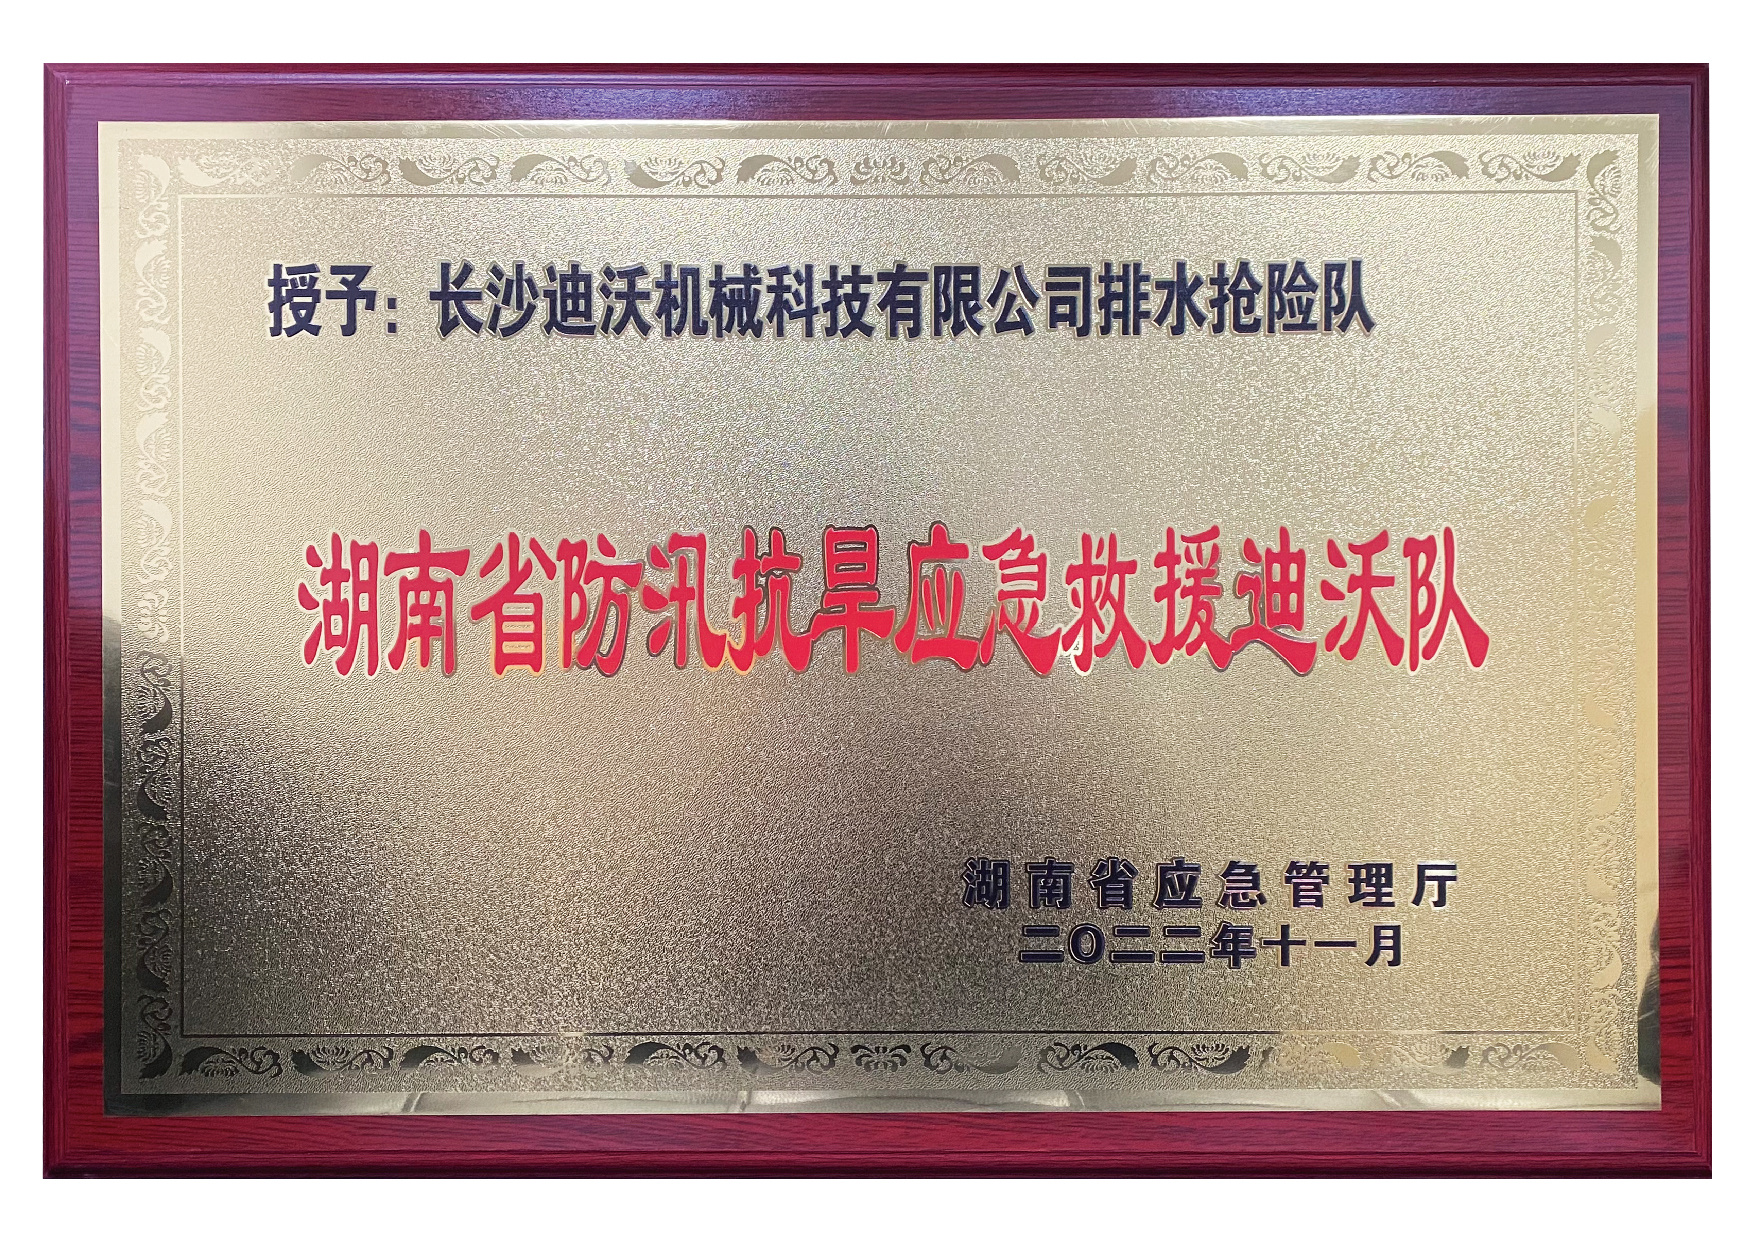 授予：长沙迪沃机械科技有限公司排水抢险队
湖南省防汛抗旱应急救援迪沃队
湖南省应急管理厅
二〇二二年十一月